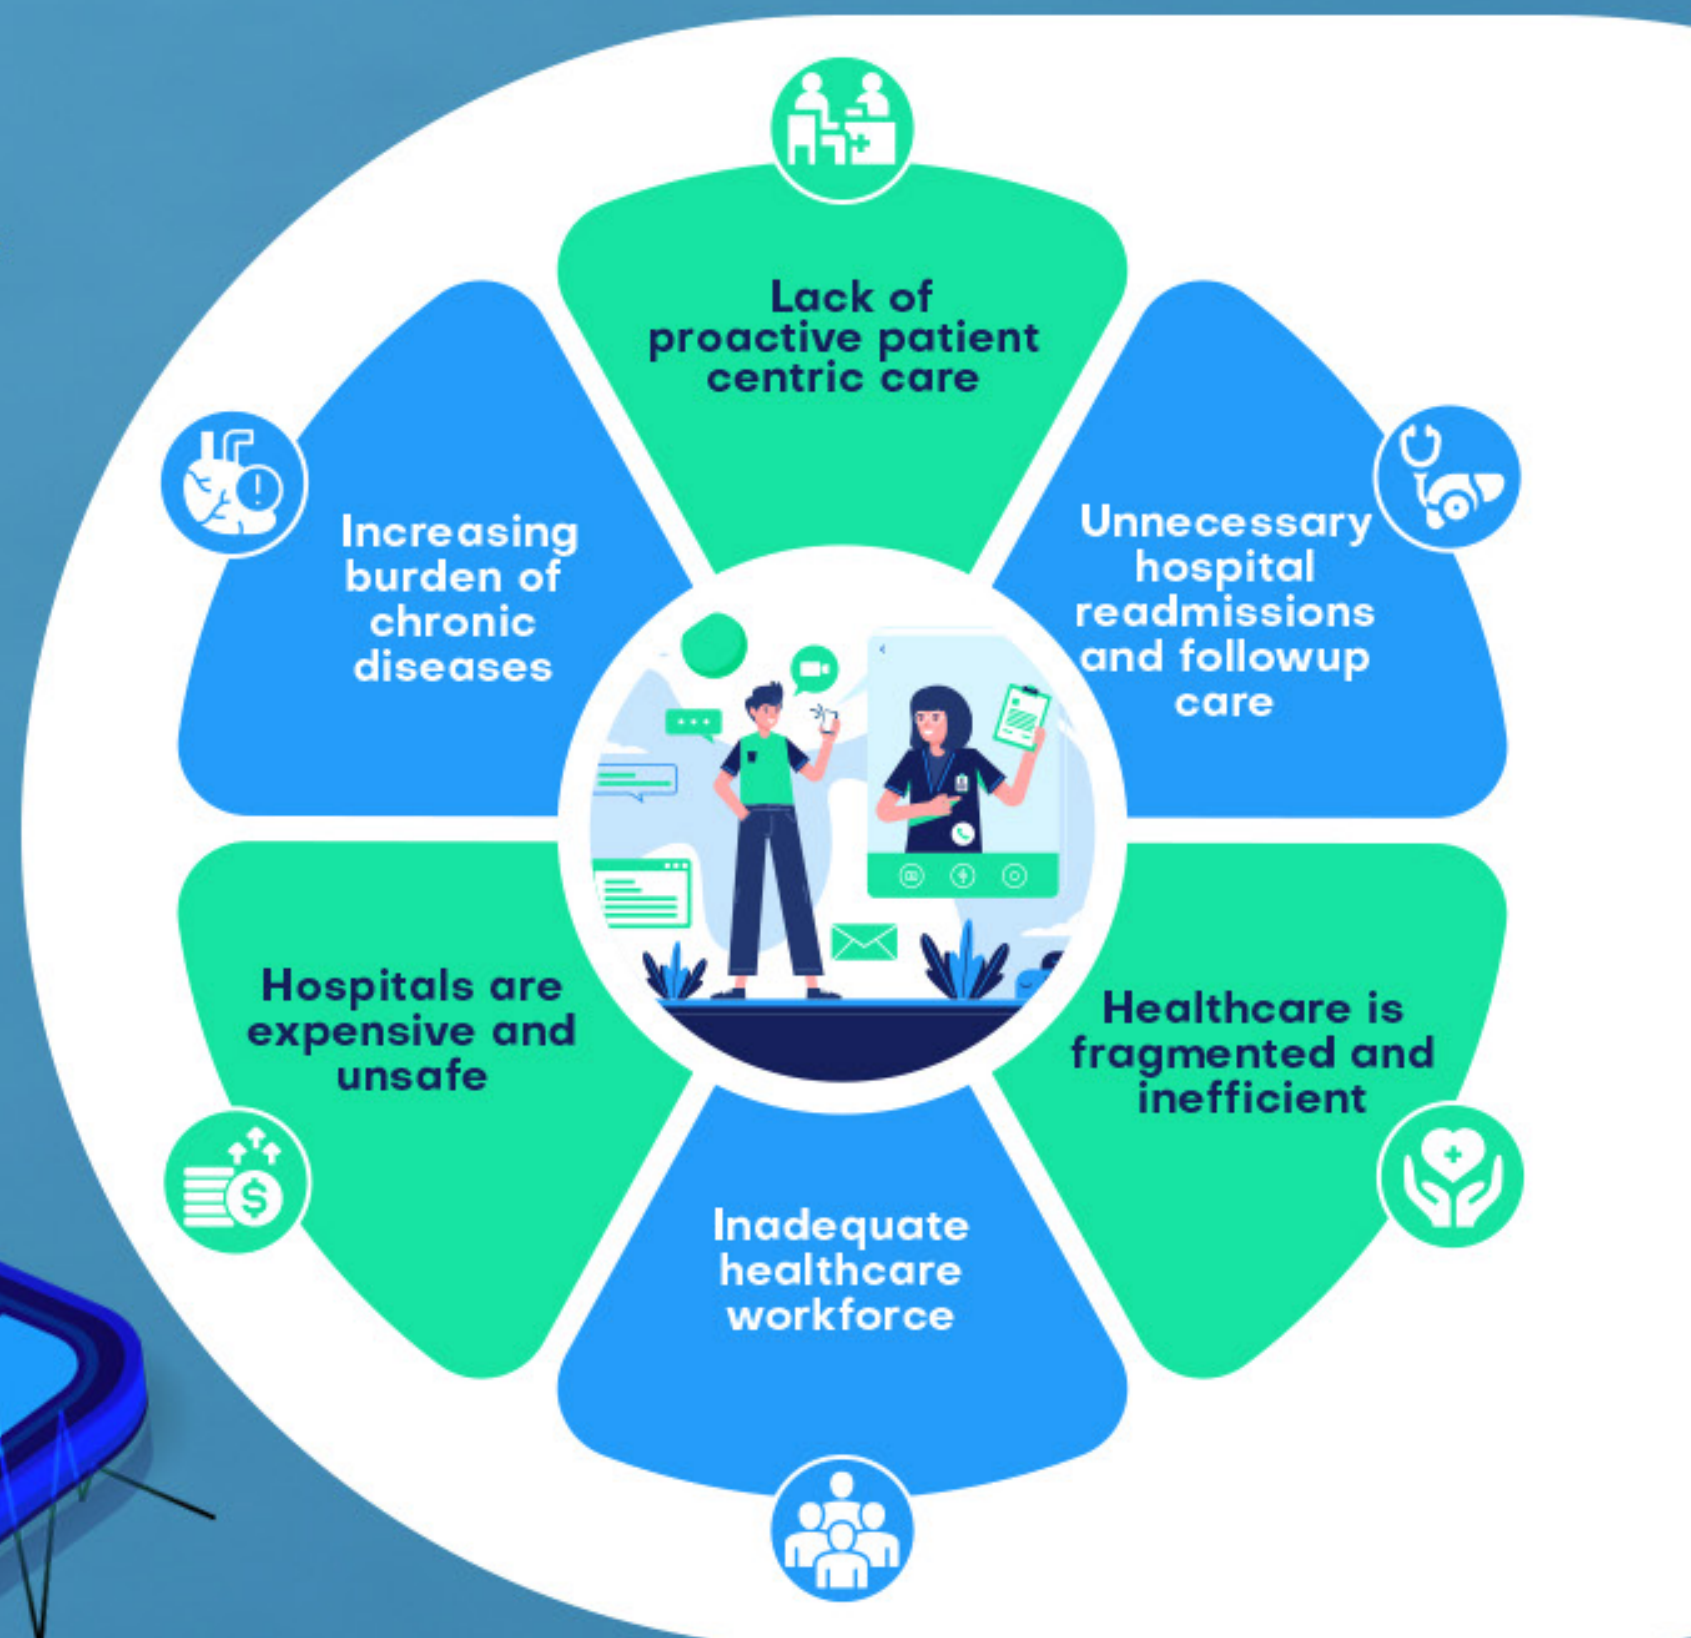 Lack of
proactive patient
centric care
Unnecessary
hospital
readmissions
and followup
care
Healthcare is
fragmented and
inefficient
Inadequate
healthcare
workforce
Hospitals are
expensive and
unsafe
Increasing
burden of
chronic
diseases